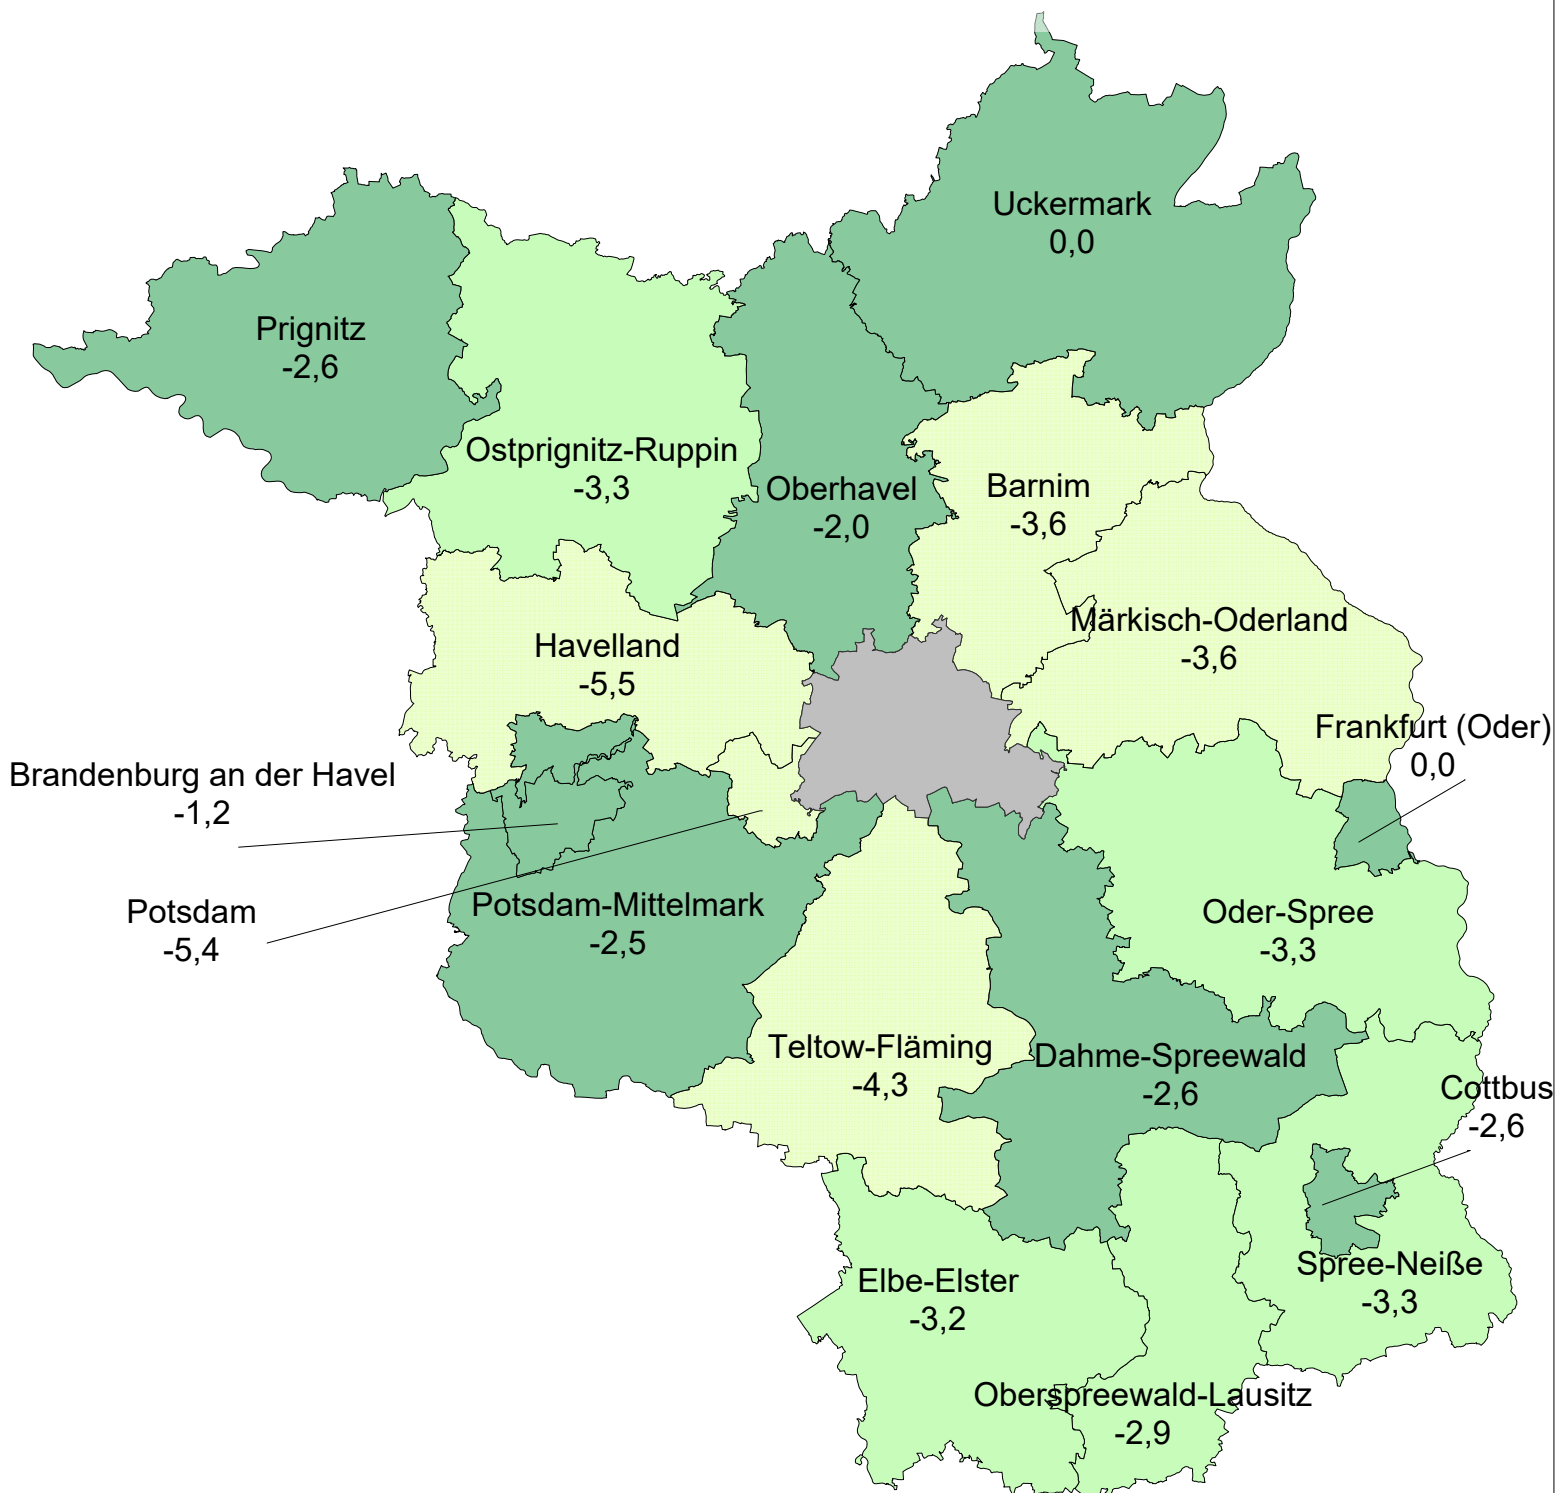 Uckermark
0,0
Prignitz
-2,6
Ostprignitz-Ruppin
-3,3
Oberhavel
-2,0
Barnim
-3,6
Märkisch-Oderland
-3,6
Havelland
-5,5
Frankfurt (Oder)
0,0
Brandenburg an der Havel
-1,2
Potsdam
-5,4
Potsdam-Mittelmark
-2,5
Oder-Spree
-3,3
Teltow-Fläming
-4,3
Dahme-Spreewald
-2,6
Cottbus
-2,6
Spree-Neiße
-3,3
Elbe-Elster
-3,2
Oberspreewald-Lausitz
-2,9